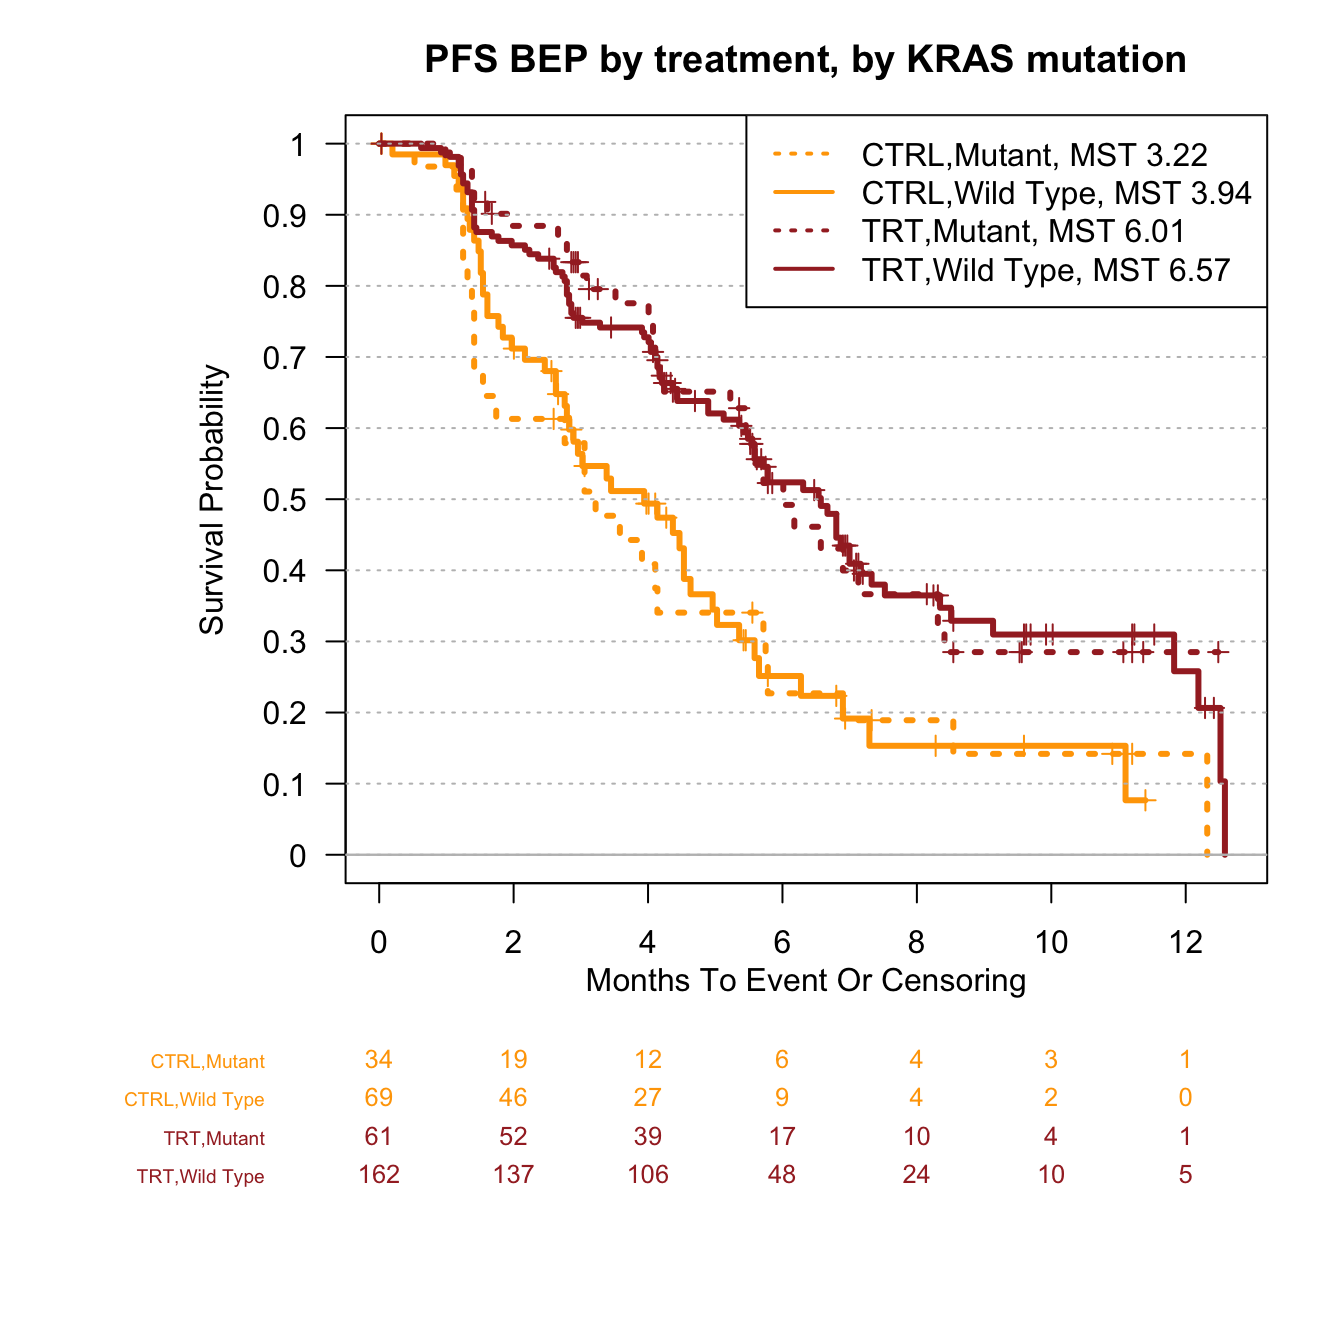 PFS BEP by treatment, by KRAS mutation
CTRL,Mutant, MST 3.22
CTRL,Wild Type, MST 3.94
TRT,Mutant, MST 6.01
TRT,Wild Type, MST 6.57
Survival Probability
1
0.9
0.8
0.7
0.6
0.5
0.4
0.3
0.2
0.1
0
0 2 4 6 8 10 12
Months To Event Or Censoring
CTRL,Mutant 34 19 12 6 4 3 1
CTRL,Wild Type 69 46 27 9 4 2 0
TRT,Mutant 61 52 39 17 10 4 1
TRT,Wild Type 162 137 106 48 24 10 5